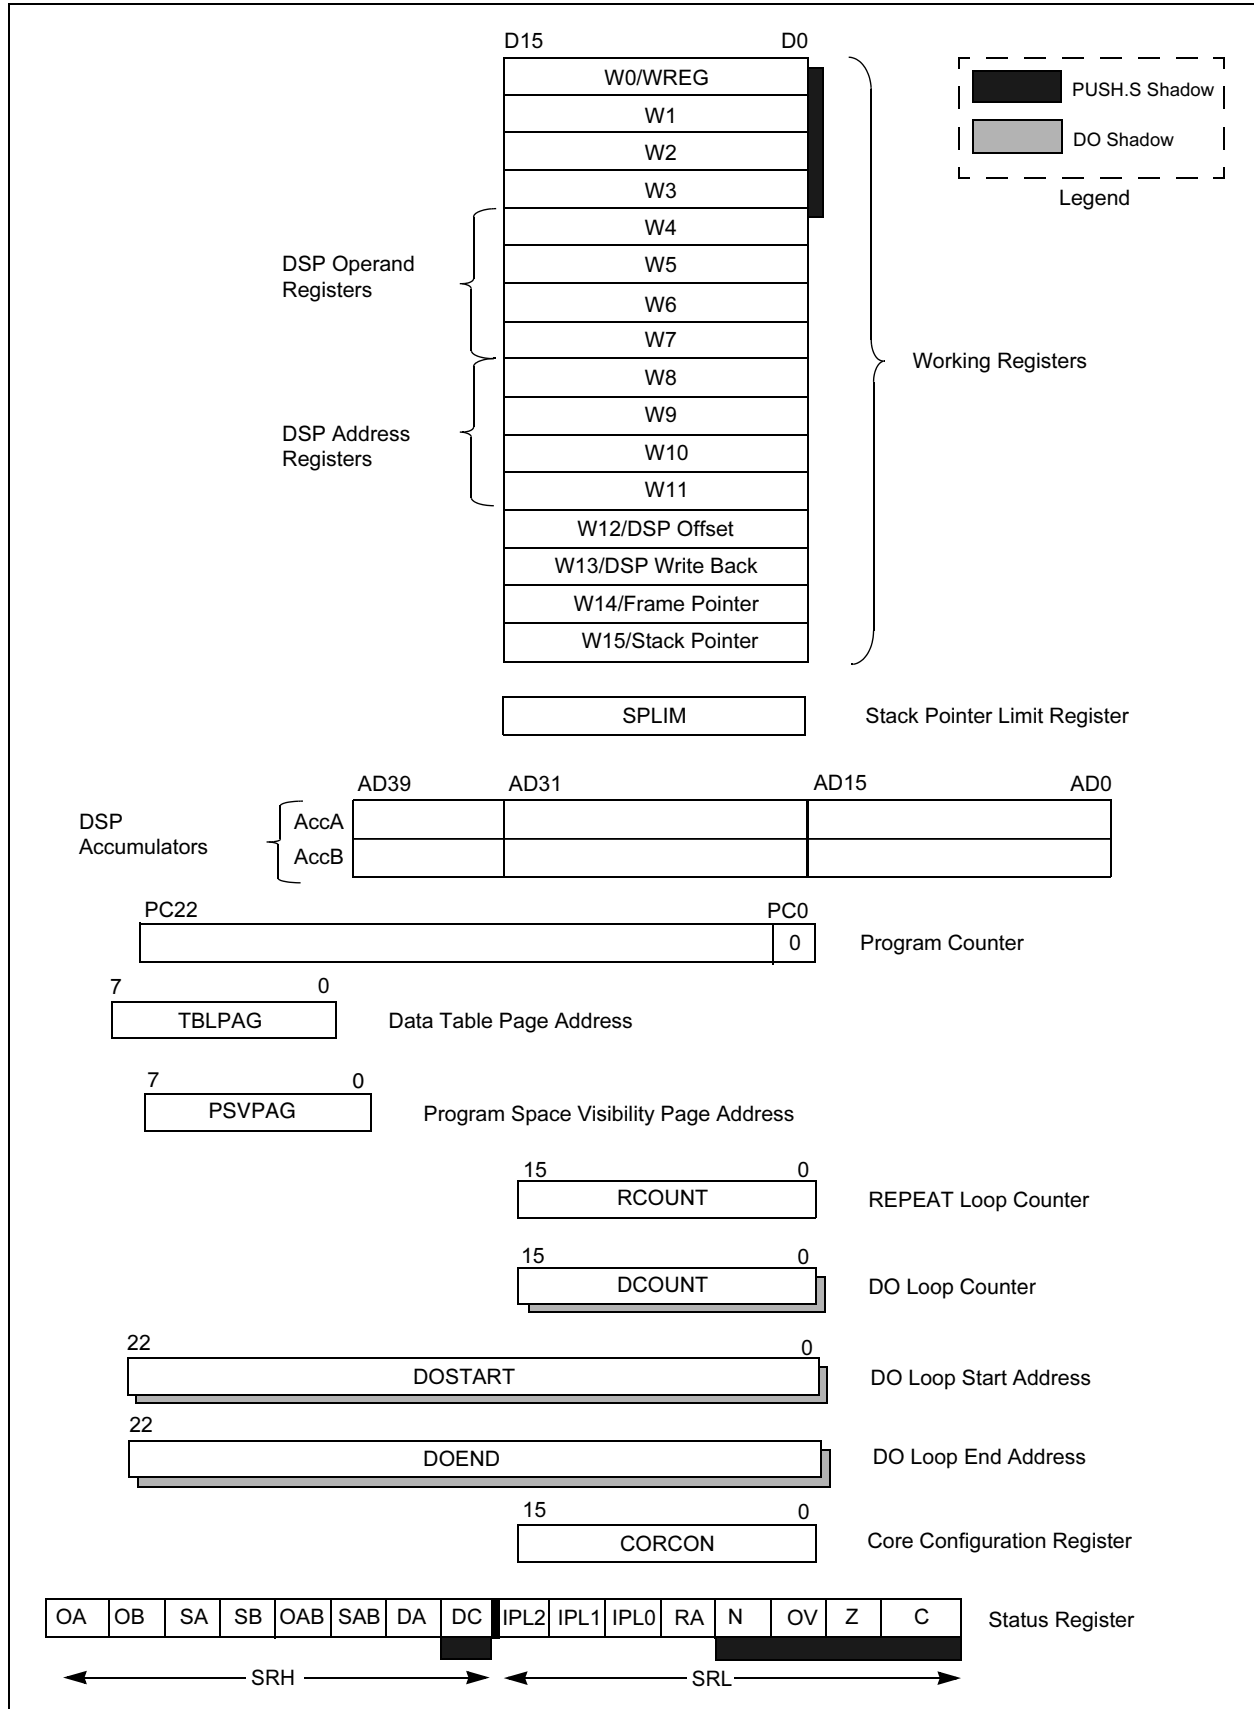 D15 D0
W0/WREG
PUSH.S Shadow
W1
DO Shadow
W2
W3
Legend
W4
DSP Operand
Registers
W5
W6
W7
Working Registers
W8
W9
DSP Address
Registers
W10
W11
W12/DSP Offset
W13/DSP Write Back
W14/Frame Pointer
W15/Stack Pointer
SPLIM Stack Pointer Limit Register
AD39 AD31 AD15 AD0
DSP
Accumulators
AccA
AccB
PC22 PC0
0 Program Counter
7 0
TBLPAG Data Table Page Address
7 0
PSVPAG Program Space Visibility Page Address
15 0
RCOUNT REPEAT Loop Counter
15 0
DCOUNT DO Loop Counter
22 0
DOSTART DO Loop Start Address
22
DOEND DO Loop End Address
15 0
CORCON Core Configuration Register
OA OB SA SB OAB SAB DA DC IPL2 IPL1 IPL0 RA N OV Z C Status Register
SRH SRL